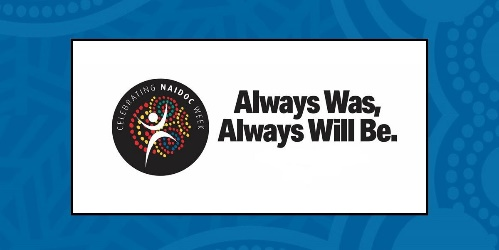 CELEBRATING NAIDOC WEEK
Always Was,
Always Will Be.